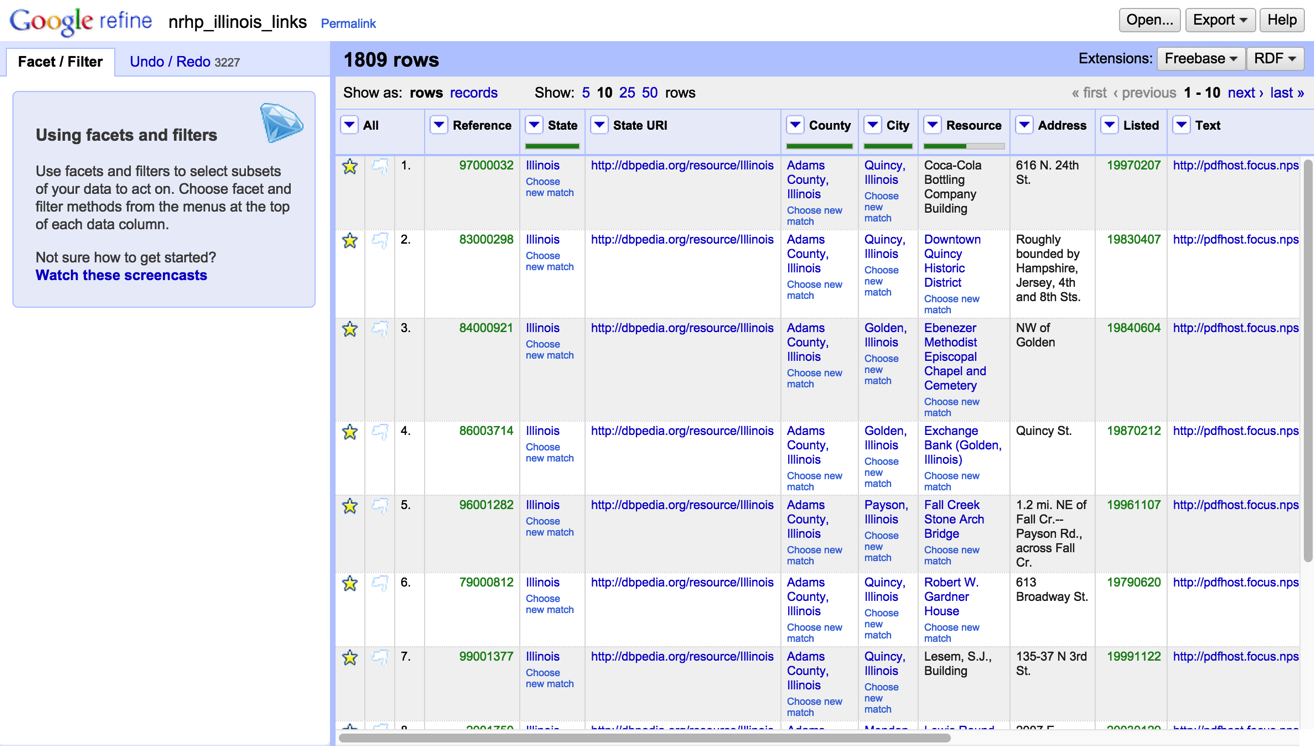 Google refine nrhp_illinois_links Permalink Open... Export Help
Facet / Filter Undo / Redo 3227
1809 rows Extensions: Freebase RDF
Using facets and filters
Use facets and filters to select subsets
of your data to act on. Choose facet and
filter methods from the menus at the top
of each data column.
Not sure how to get started?
Watch these screencasts
Show as: rows records Show: 5 10 25 50 rows « first ‹ previous 1 - 10 next › last »
All Reference State State URI County City Resource Address Listed Text
1. 97000032 Illinois http://dbpedia.org/resource/Illinois Adams Quincy, Coca-Cola 616 N. 24th 19970207 http://pdfhost.focus.nps
Choose County, Illinois Bottling St.
new match Illinois Choose Company
Choose new new Building
match match
2. 83000298 Illinois http://dbpedia.org/resource/Illinois Adams Quincy, Downtown Roughly 19830407 http://pdfhost.focus.nps
Choose County, Illinois Quincy bounded by
new match Illinois Choose Historic Hampshire,
Choose new new District Jersey, 4th
match match Choose new and 8th Sts.
match
3. 84000921 Illinois http://dbpedia.org/resource/Illinois Adams Golden, Ebenezer NW of 19840604 http://pdfhost.focus.nps
Choose County, Illinois Methodist Golden
new match Illinois Choose Episcopal
Choose new new Chapel and
match match Cemetery
Choose new
match
4. 86003714 Illinois http://dbpedia.org/resource/Illinois Adams Golden, Exchange Quincy St. 19870212 http://pdfhost.focus.nps
Choose County, Illinois Bank (Golden,
new match Illinois Choose Illinois)
Choose new new Choose new
match match match
5. 96001282 Illinois http://dbpedia.org/resource/Illinois Adams Payson, Fall Creek 1.2 mi. NE of 19961107 http://pdfhost.focus.nps
Choose County, Illinois Stone Arch Fall Cr.--
new match Illinois Choose Bridge Payson Rd.,
Choose new new Choose new across Fall
match match match Cr.
6. 79000812 Illinois http://dbpedia.org/resource/Illinois Adams Quincy, Robert W. 613 19790620 http://pdfhost.focus.nps
Choose County, Illinois Gardner Broadway St.
new match Illinois Choose House
Choose new new Choose new
match match match
7. 99001377 Illinois http://dbpedia.org/resource/Illinois Adams Quincy, Lesem, S.J., 135-37 N 3rd 19991122 http://pdfhost.focus.nps
Choose County, Illinois Building St.
new match Illinois Choose
Choose new new
match match